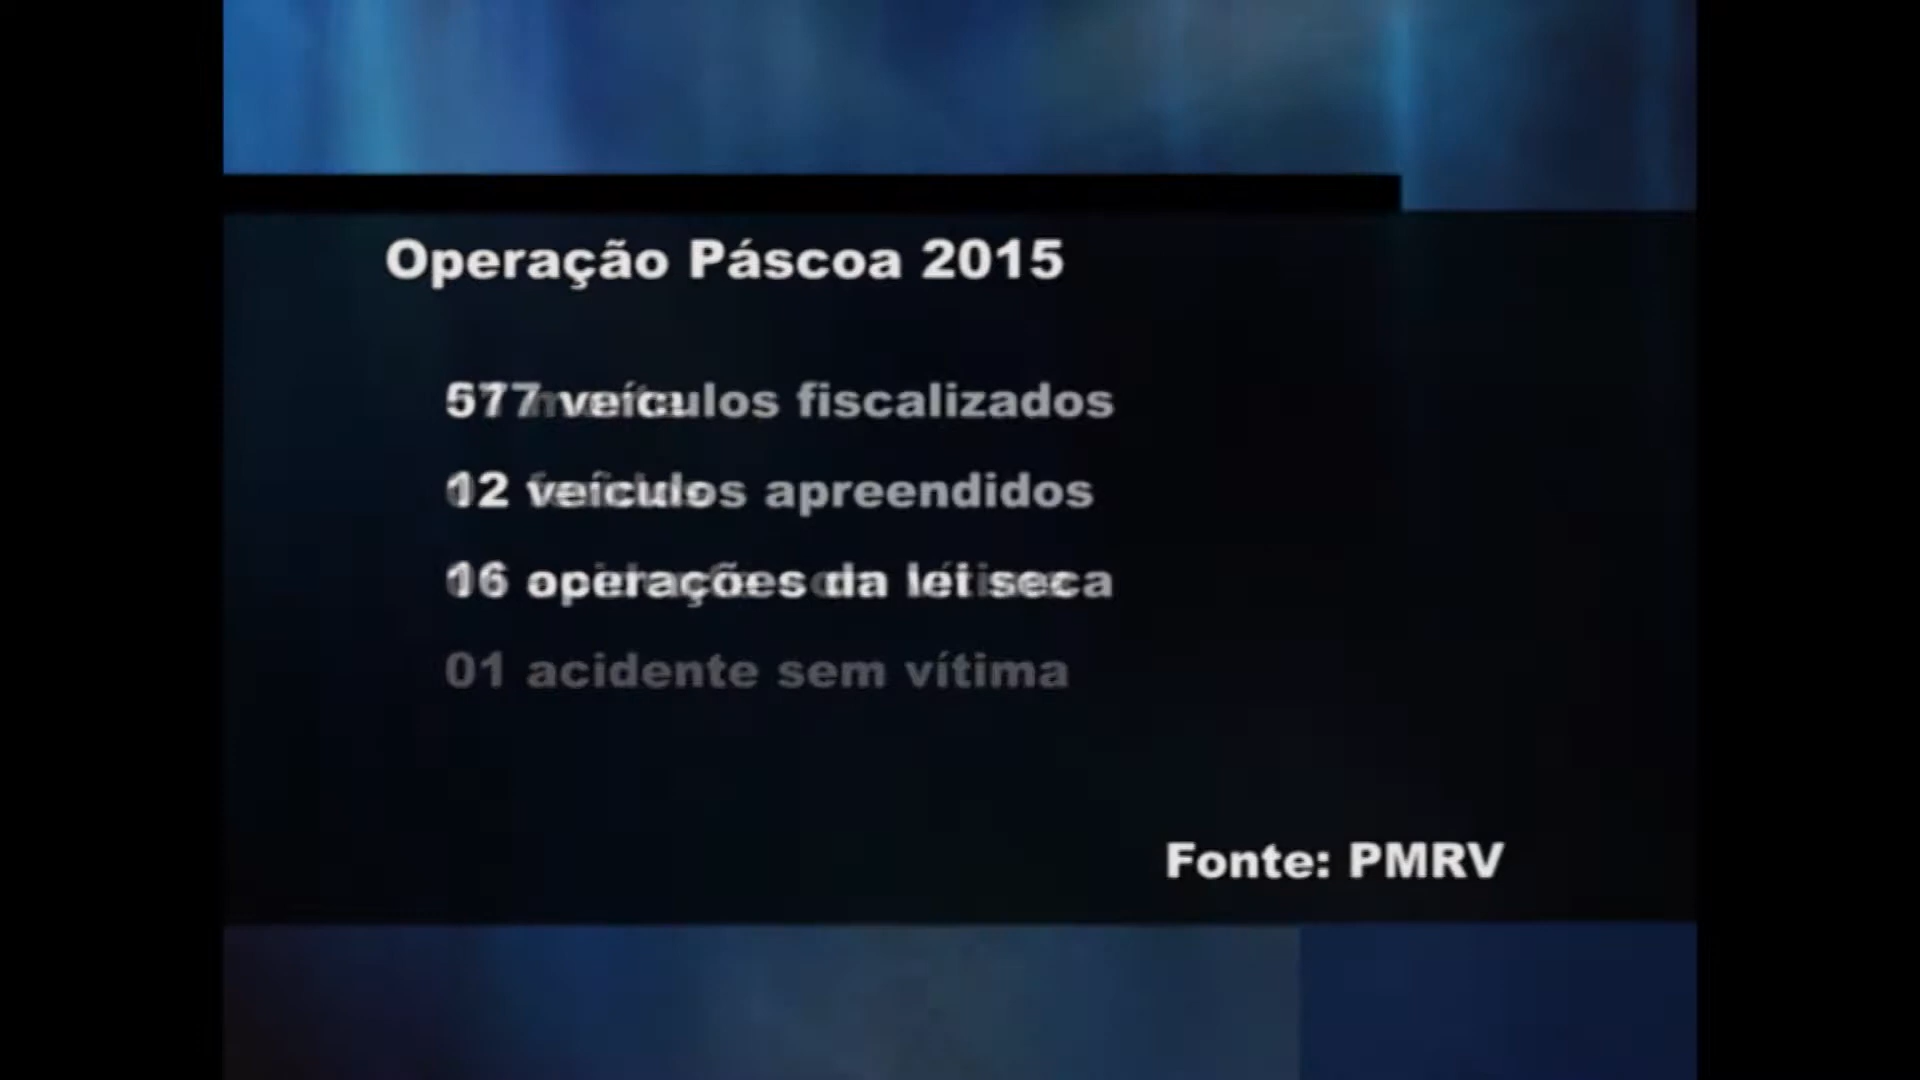 Operação Páscoa 2015
577 veículos fiscalizados
12 veículos apreendidos
16 operações da lei seca
01 acidente sem vítima
Fonte: PMRV